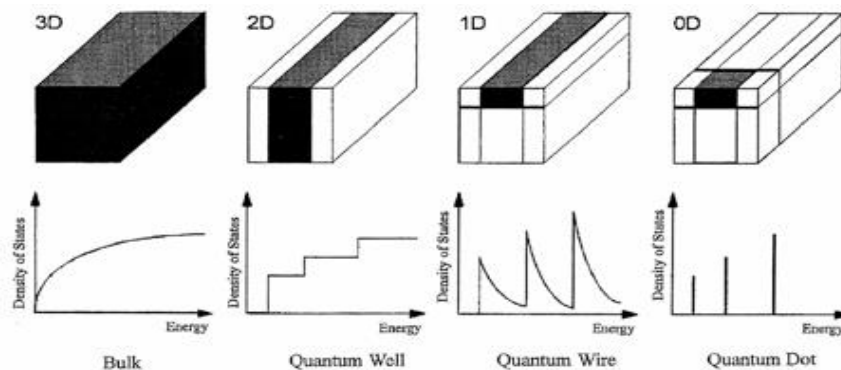 3D 2D 1D 0D
Density of States Density of States Density of States Density of States
Energy Energy Energy Energy
Bulk Quantum Well Quantum Wire Quantum Dot